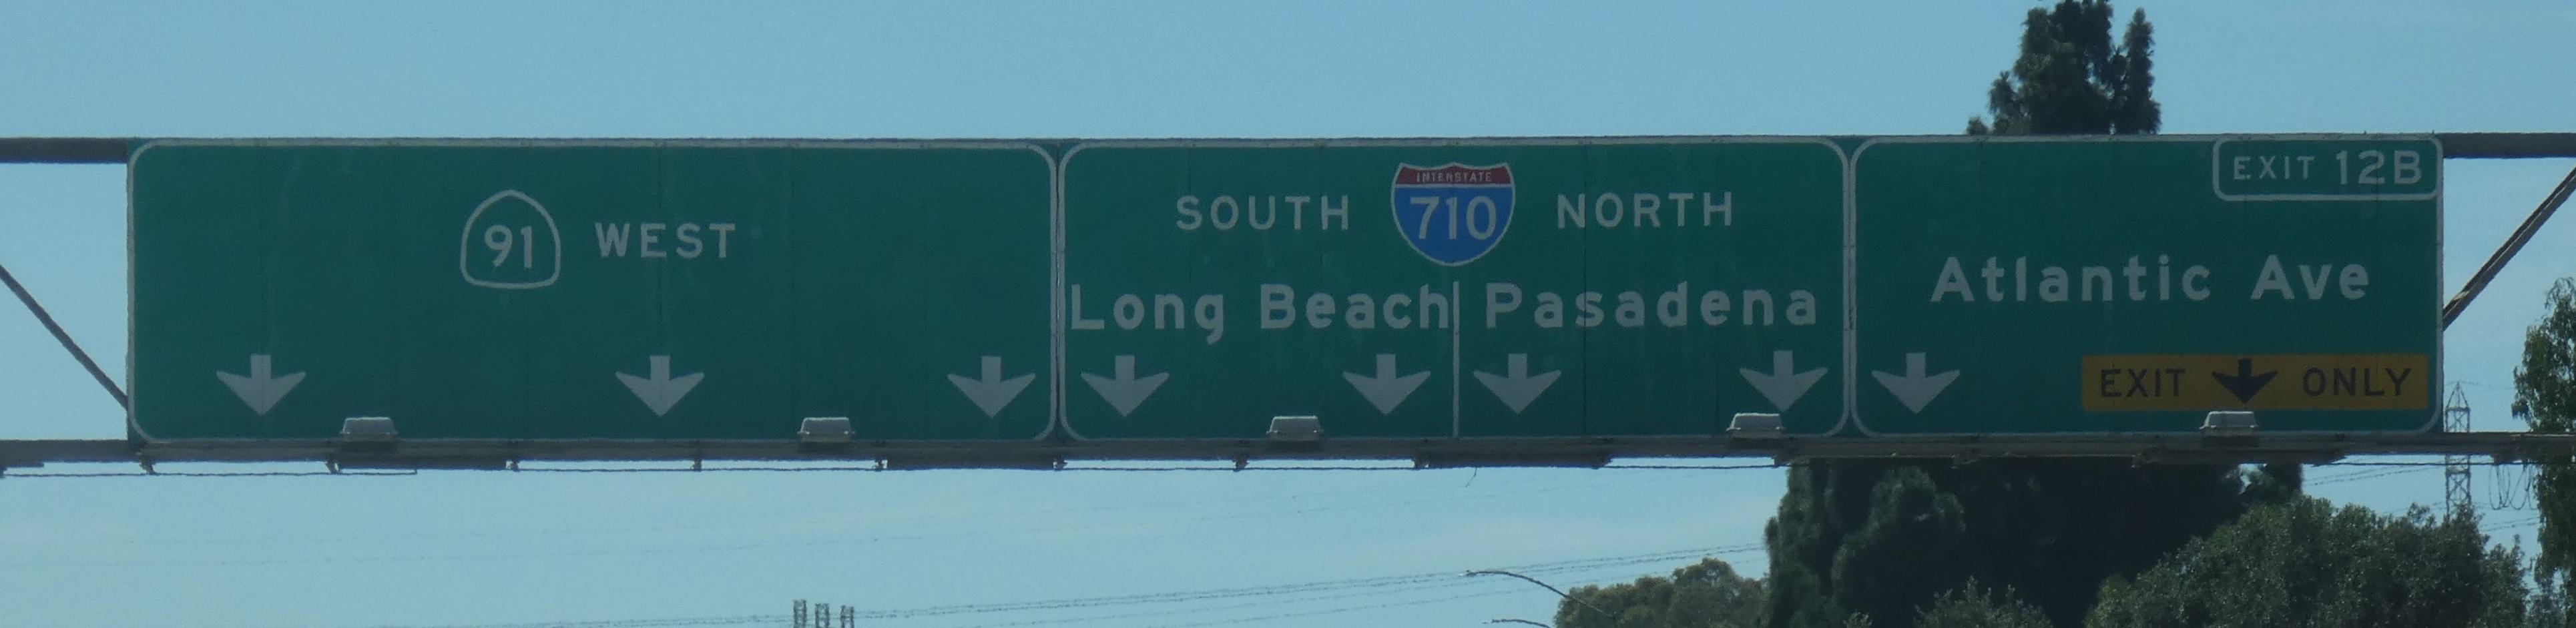 91 WEST
SOUTH INTERSTATE 710 NORTH
Long Beach Pasadena
EXIT 12B
Atlantic Ave
EXIT ONLY